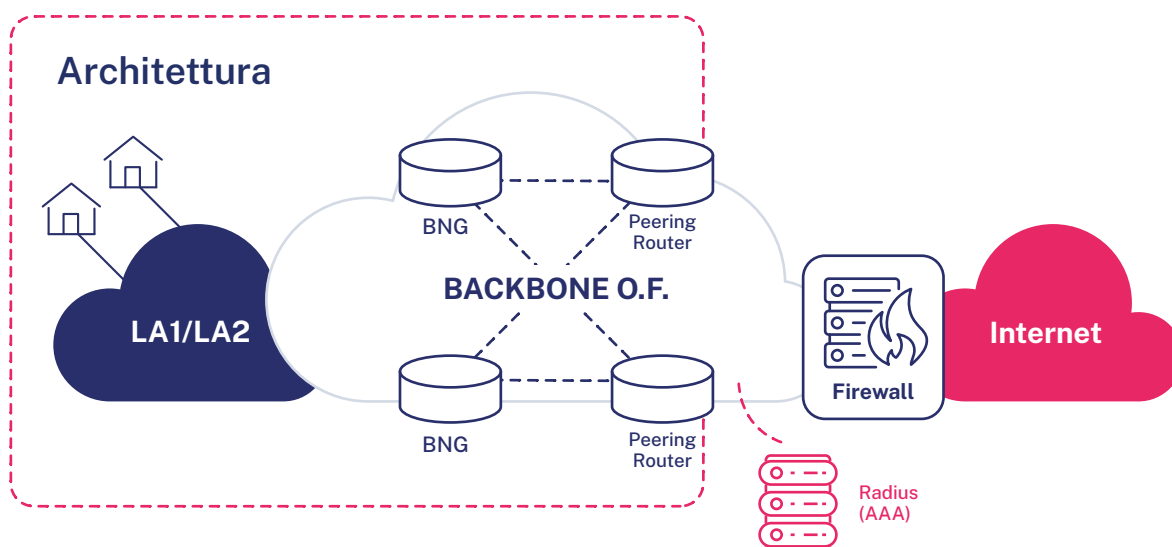 Architettura
BNG
Peering
Router
BACKBONE O.F.
LA1/LA2
Internet
Firewall
BNG
Peering
Router
Radius
(AAA)